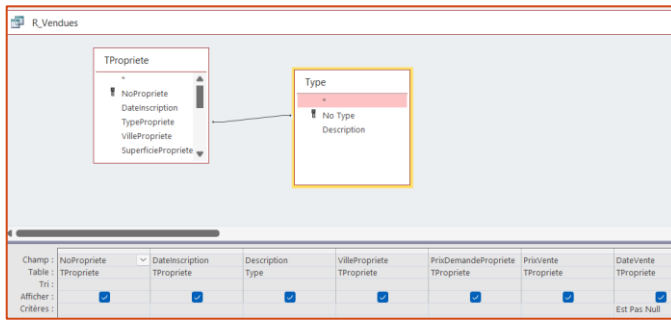 R_Vendues
TPropriete
*
NoPropriete
DateInscription
TypePropriete
VillePropriete
SuperficiePropriete
Type
*
No Type
Description
Champ : NoPropriete DateInscription Description VillePropriete PrixDemandePropriete PrixVente DateVente
Table : TPropriete TPropriete Type TPropriete TPropriete TPropriete TPropriete
Tri :
Afficher :
Critères : Est Pas Null